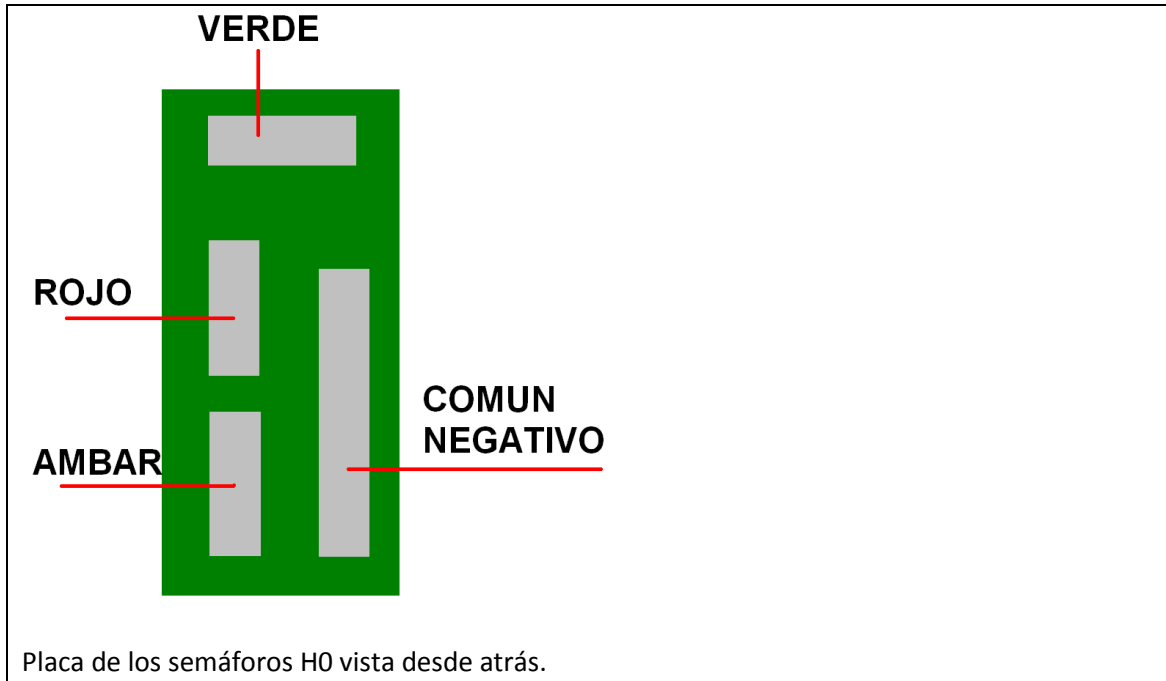 VERDE
ROJO
COMUN
NEGATIVO
AMBAR
Placa de los semáforos H0 vista desde atrás.